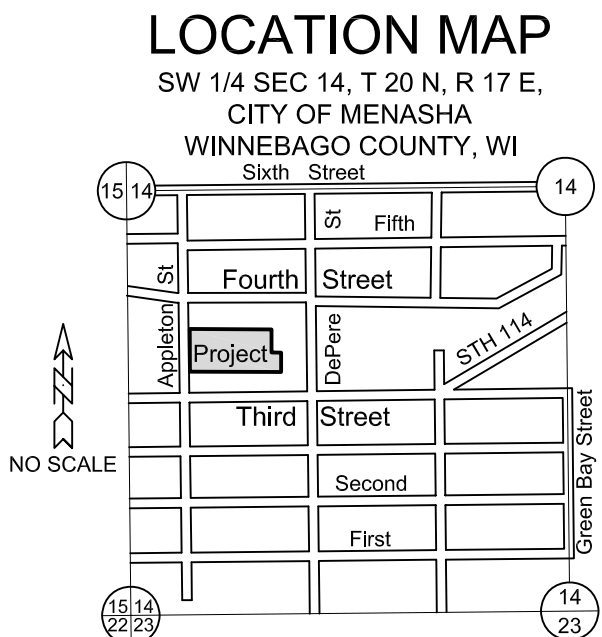 LOCATION MAP
SW 1/4 SEC 14, T 20 N, R 17 E,
CITY OF MENASHA
WINNEBAGO COUNTY, WI
Sixth Street
15 14
14
St
Fifth
St
Fourth Street
Appleton
Project
DePere
STH 114
Third Street
N
NO SCALE
Second
Green Bay Street
First
15 14
22 23
14
23